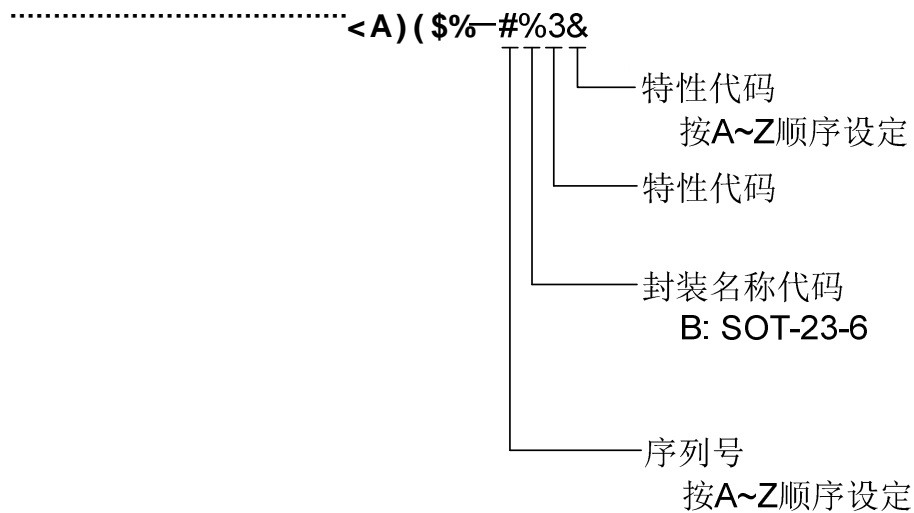 <A)($%－#%3&
特性代码
按A~Z顺序设定
特性代码
封装名称代码
B: SOT-23-6
序列号
按A~Z顺序设定